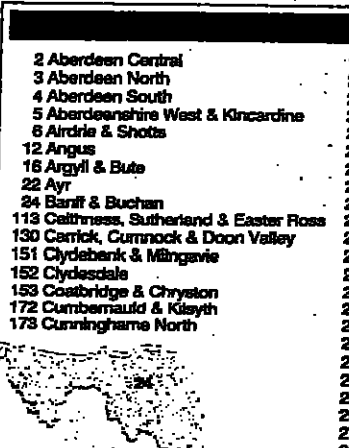 2 Aberdeen Central
3 Aberdeen North
4 Aberdeen South
5 Aberdeenshire West & Kincardine
6 Airdrie & Shotts
12 Angus
16 Argyll & Bute
22 Ayr
24 Banff & Buchan
113 Caithness, Sutherland & Easter Ross
130 Carrick, Cumnock & Doon Valley
151 Clydebank & Milngavie
152 Clydesdale
153 Coatbridge & Chryston
172 Cumbernauld & Kilsyth
173 Cunninghame North
24